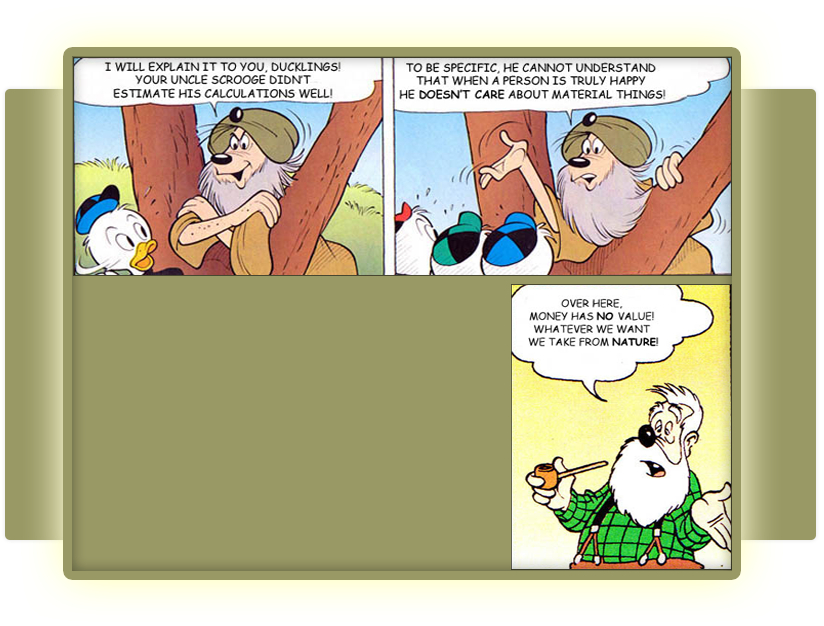 I WILL EXPLAIN IT TO YOU, DUCKLINGS!
YOUR UNCLE SCROOGE DIDN'T
ESTIMATE HIS CALCULATIONS WELL!
TO BE SPECIFIC, HE CANNOT UNDERSTAND
THAT WHEN A PERSON IS TRULY HAPPY
HE DOESN'T CARE ABOUT MATERIAL THINGS!
OVER HERE,
MONEY HAS NO VALUE!
WHATEVER WE WANT
WE TAKE FROM NATURE!